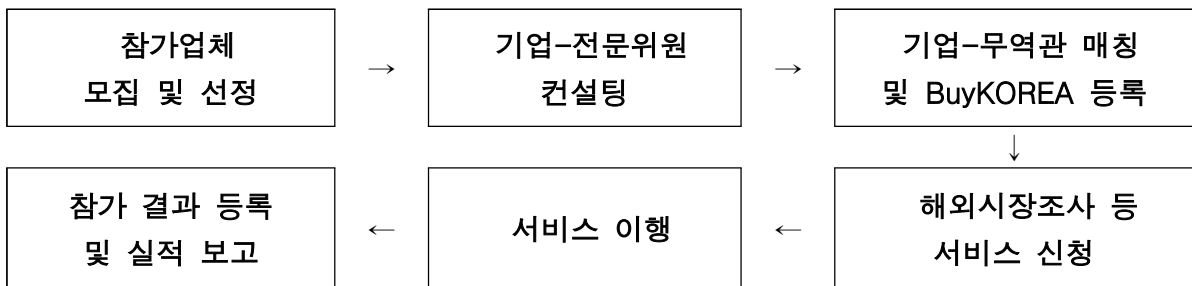 참가업체
모집 및 선정
→
기업-전문위원
컨설팅
→
기업-무역관 매칭
및 BuyKOREA 등록
↓
해외시장조사 등
서비스 신청
←
서비스 이행
←
참가 결과 등록
및 실적 보고